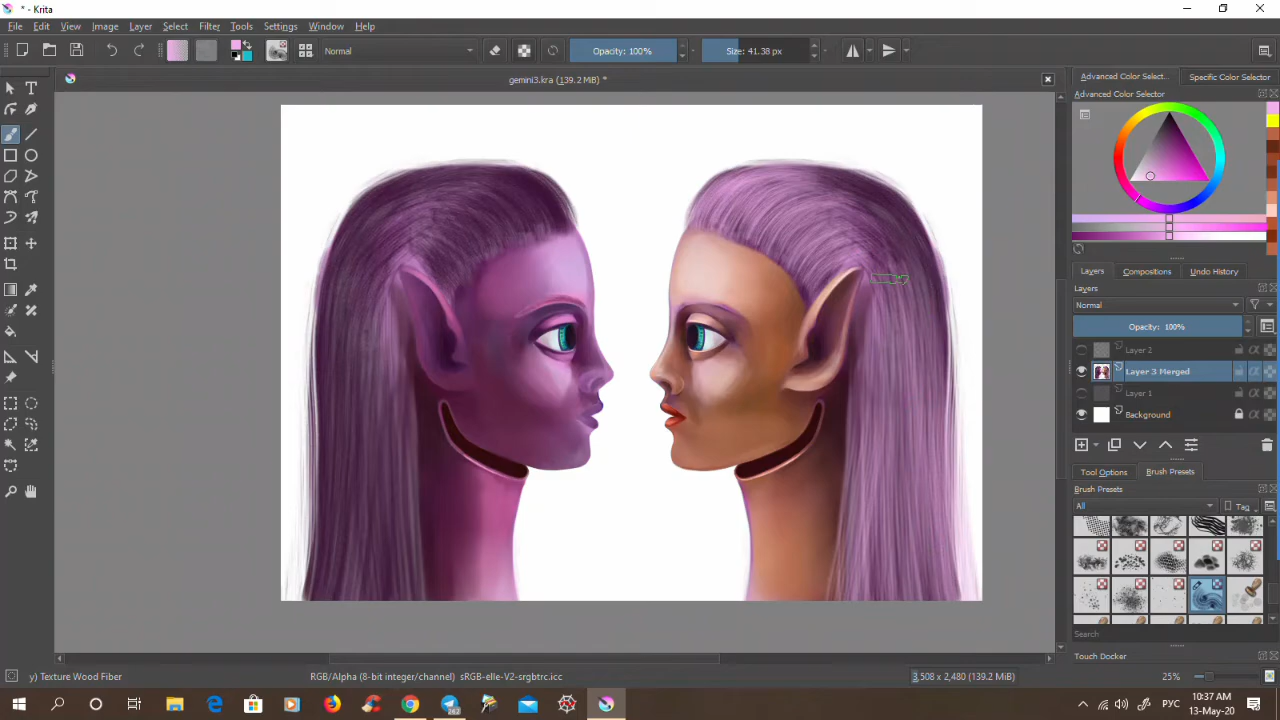 * - Krita
File Edit View Image Layer Select Filter Tools Settings Window Help
Normal Opacity: 100% Size: 41.38 px
gemini3.kra (139.2 MiB) *
Advanced Color Select... Specific Color Selector
Advanced Color Selector
Layers Compositions Undo History
Layers
Normal
Opacity: 100%
Layer 2
Layer 3 Merged
Layer 1
Background
Tool Options Brush Presets
Brush Presets
All Tag
Search
Touch Docker
y) Texture Wood Fiber RGB/Alpha (8-bit integer/channel) sRGB-elle-V2-srgbtrc.icc 3,508 x 2,480 (139.2 MiB) 25%
РУС
10:37 AM
13-May-20